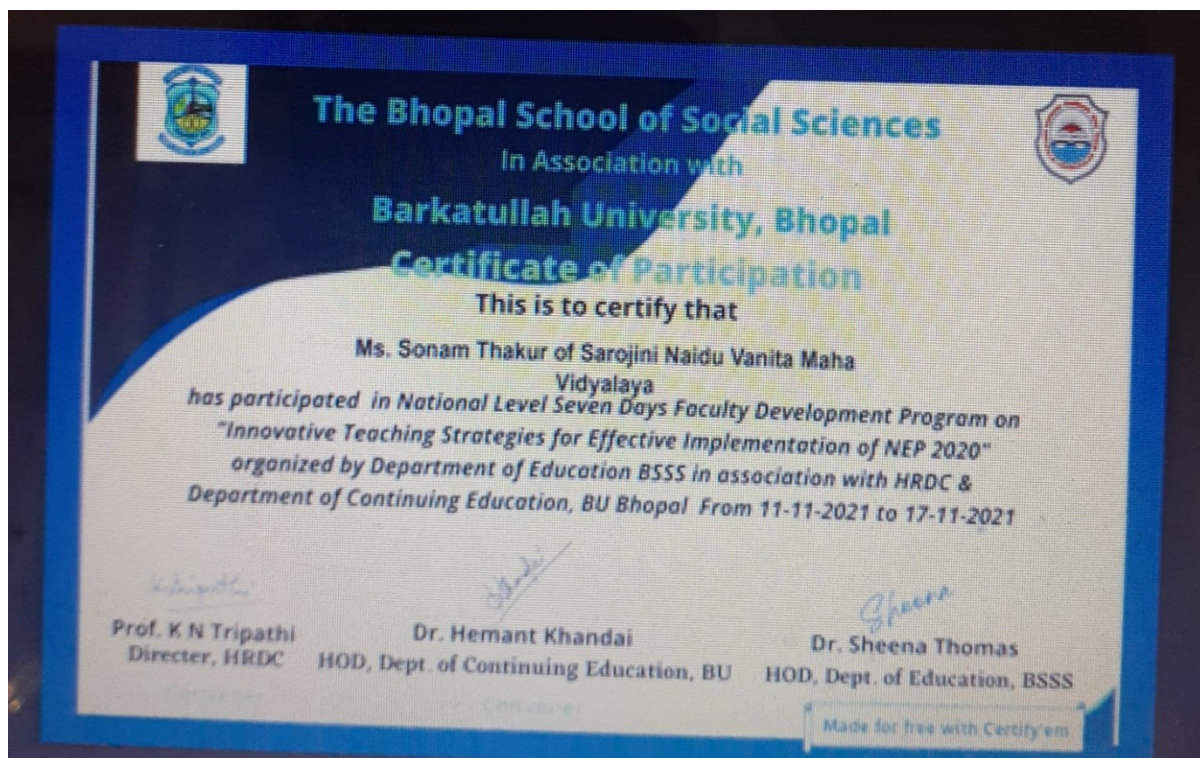 The Bhopal School of Social Sciences
In Association with
Barkatullah University, Bhopal
Certificate of Participation
This is to certify that
Ms. Sonam Thakur of Sarojini Naidu Vanita Maha
Vidyalaya
has participated in National Level Seven Days Faculty Development Program on
"Innovative Teaching Strategies for Effective Implementation of NEP 2020"
organized by Department of Education BSSS in association with HRDC &
Department of Continuing Education, BU Bhopal From 11-11-2021 to 17-11-2021
Sheena
Prof. K N Tripathi
Directer, HRDC
Dr. Hemant Khandai
HOD, Dept. of Continuing Education, BU
Dr. Sheena Thomas
HOD, Dept. of Education, BSSS
Convener
Convener
Made for free with Certify'em